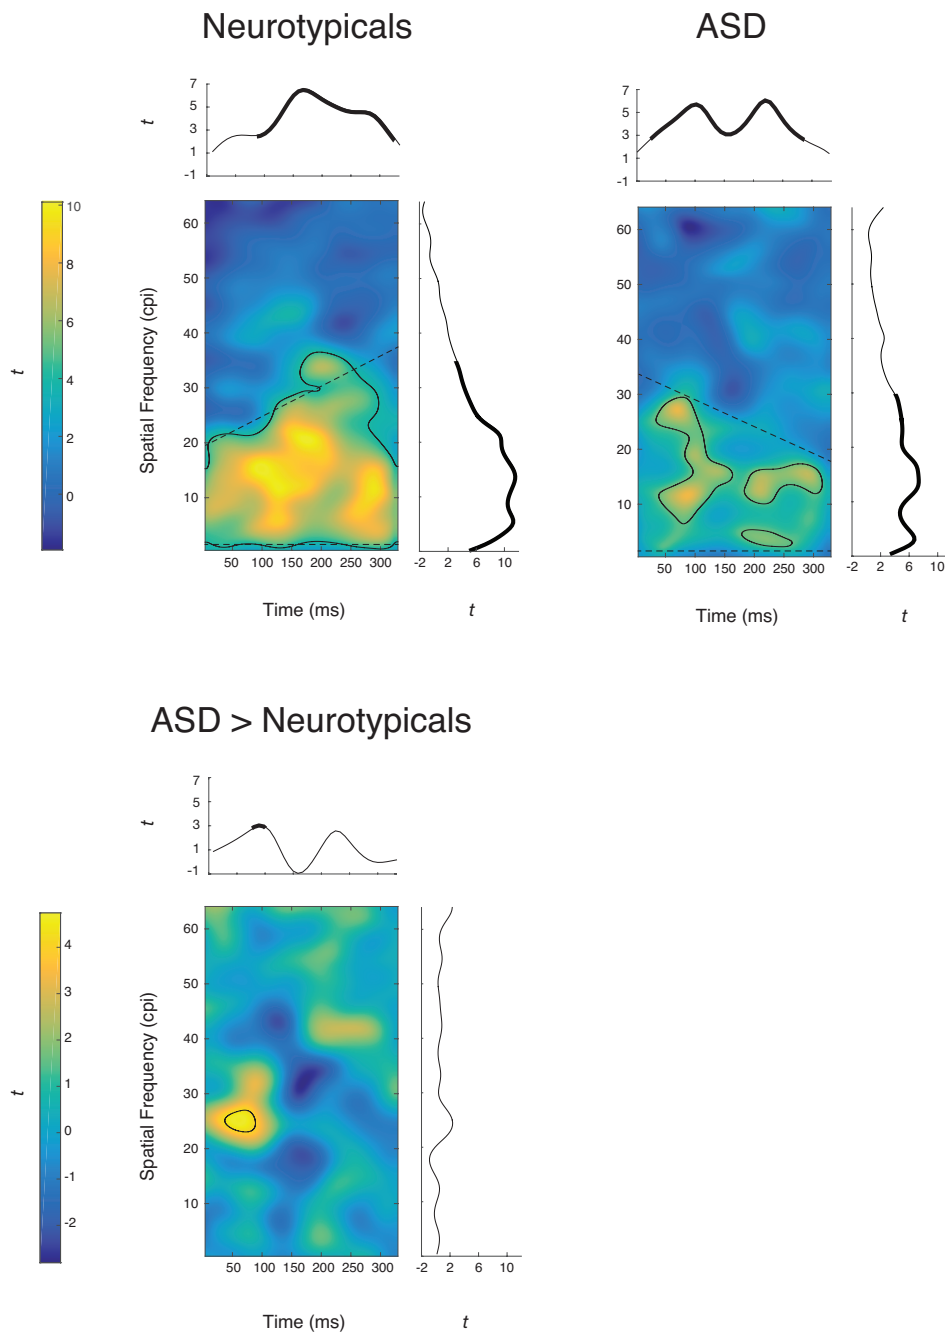 Neurotypicals
ASD
t
7
5
3
1
-1
7
5
3
1
-1
t
10
8
6
4
2
0
Spatial Frequency (cpi)
60
50
40
30
20
10
50 100 150 200 250 300
Time (ms)
-2 2 6 10
t
60
50
40
30
20
10
50 100 150 200 250 300
Time (ms)
-2 2 6 10
t
ASD > Neurotypicals
t
7
5
3
1
-1
t
4
3
2
1
0
-1
-2
Spatial Frequency (cpi)
60
50
40
30
20
10
50 100 150 200 250 300
Time (ms)
-2 2 6 10
t